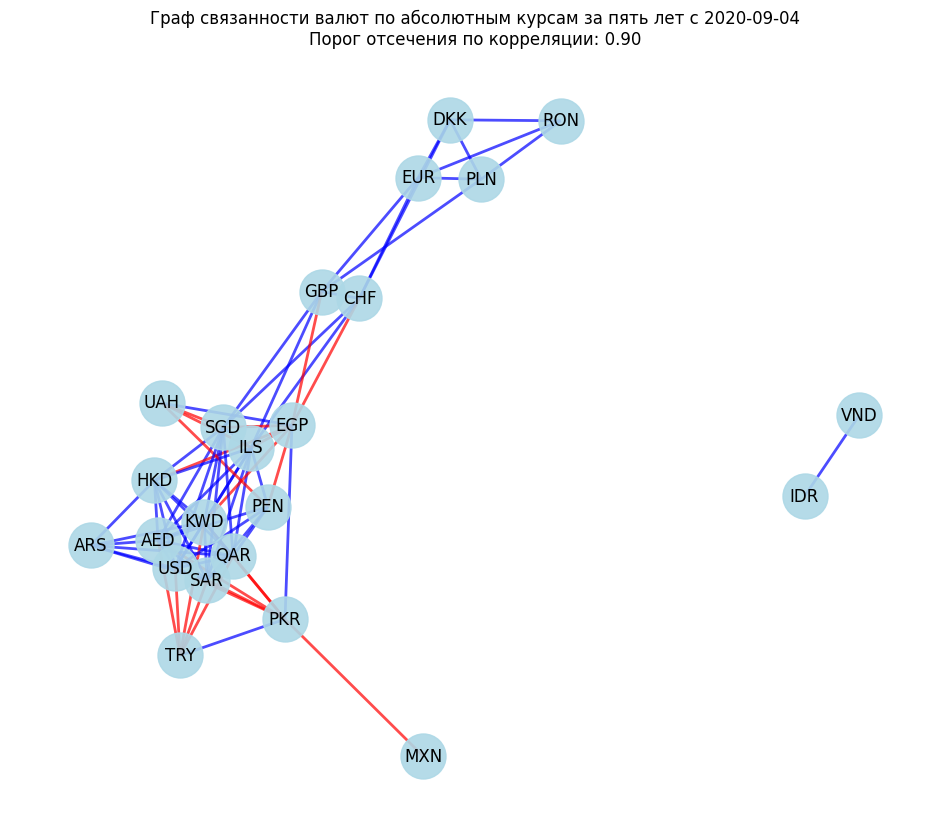 Граф связанности валют по абсолютным курсам за пять лет с 2020-09-04
Порог отсечения по корреляции: 0.90
DKK
RON
EUR
PLN
GBP
CHF
UAH
VND
SGD
EGP
ILS
HKD
IDR
PEN
KWD
ARS
AED
QAR
USD
SAR
PKR
TRY
MXN